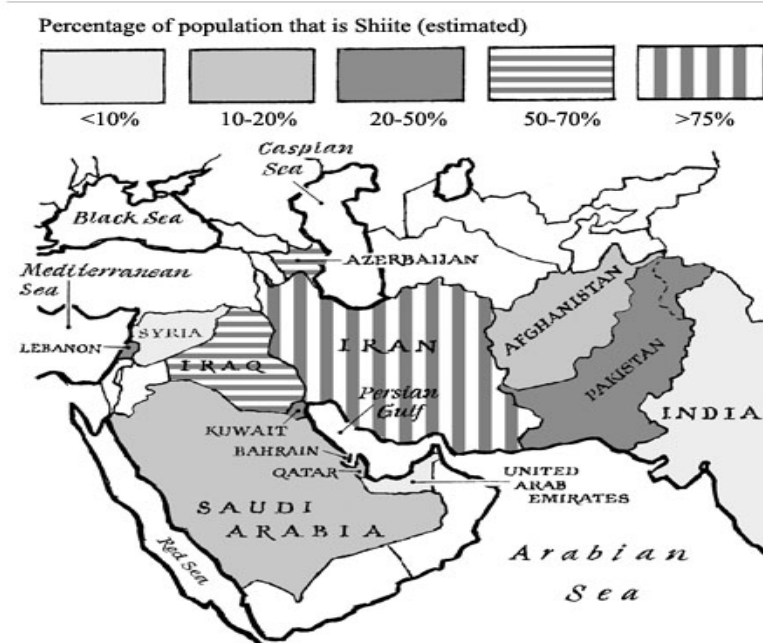 Percentage of population that is Shiite (estimated)
<10% 10-20% 20-50% 50-70% >75%
Caspian
Sea
Black Sea
AZERBAIJAN
Mediterranean
Sea
SYRIA
AFGHANISTAN
LEBANON
IRAQ
IRAN
PAKISTAN
Persian
Gulf
INDIA
KUWAIT
BAHRAIN
QATAR
UNITED
ARAB
EMIRATES
SAUDI
ARABIA
Red Sea
Arabian
Sea